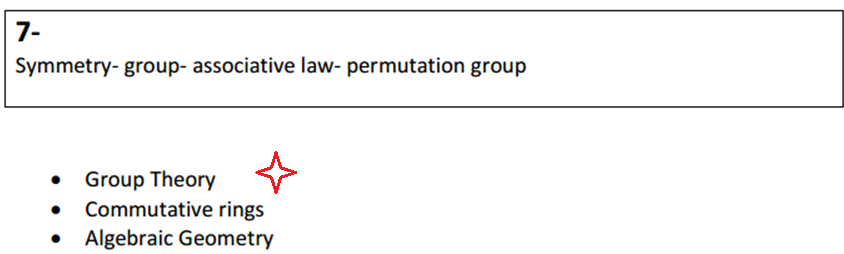 7-
Symmetry- group- associative law- permutation group
• Group Theory
• Commutative rings
• Algebraic Geometry